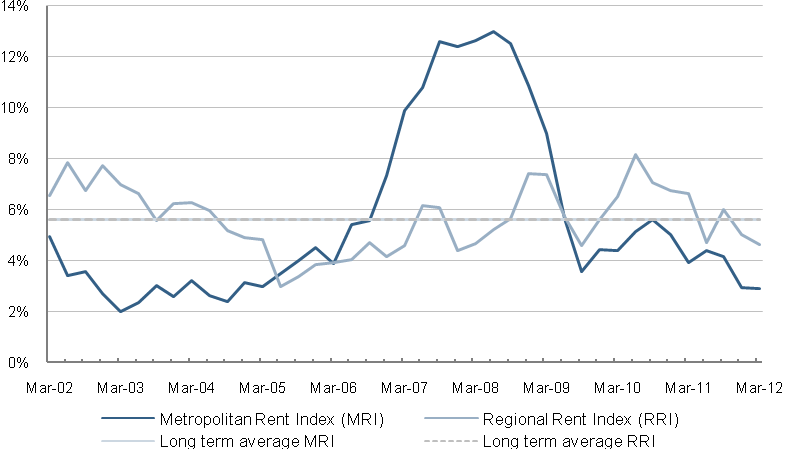 14%
12%
10%
8%
6%
4%
2%
0%
Mar-02 Mar-03 Mar-04 Mar-05 Mar-06 Mar-07 Mar-08 Mar-09 Mar-10 Mar-11 Mar-12
Metropolitan Rent Index (MRI) Regional Rent Index (RRI)
Long term average MRI Long term average RRI